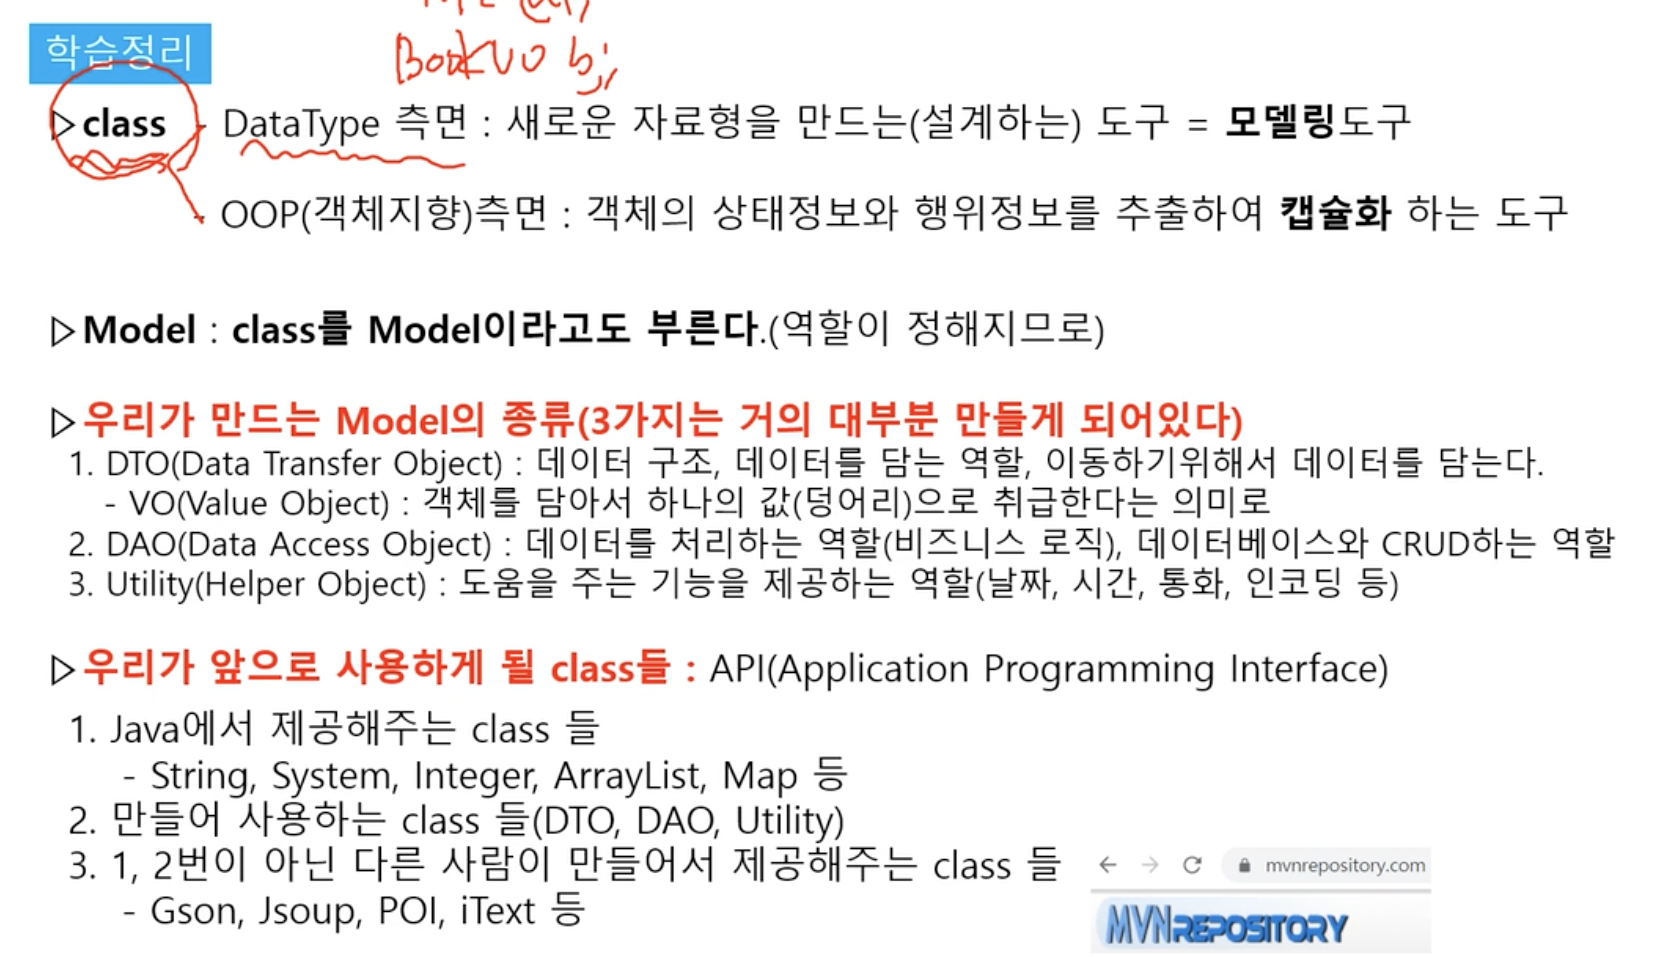 학습정리
BookVO b;
▷class - DataType 측면 : 새로운 자료형을 만드는(설계하는) 도구 = 모델링도구
- OOP(객체지향)측면 : 객체의 상태정보와 행위정보를 추출하여 캡슐화 하는 도구
▷Model : class를 Model이라고도 부른다.(역할이 정해지므로)
▷우리가 만드는 Model의 종류(3가지는 거의 대부분 만들게 되어있다)
1. DTO(Data Transfer Object) : 데이터 구조, 데이터를 담는 역할, 이동하기위해서 데이터를 담는다.
- VO(Value Object) : 객체를 담아서 하나의 값(덩어리)으로 취급한다는 의미로
2. DAO(Data Access Object) : 데이터를 처리하는 역할(비즈니스 로직), 데이터베이스와 CRUD하는 역할
3. Utility(Helper Object) : 도움을 주는 기능을 제공하는 역할(날짜, 시간, 통화, 인코딩 등)
▷우리가 앞으로 사용하게 될 class들 : API(Application Programming Interface)
1. Java에서 제공해주는 class 들
- String, System, Integer, ArrayList, Map 등
2. 만들어 사용하는 class 들(DTO, DAO, Utility)
3. 1, 2번이 아닌 다른 사람이 만들어서 제공해주는 class 들
- Gson, Jsoup, POI, iText 등
mvnrepository.com
MVNREPOSITORY